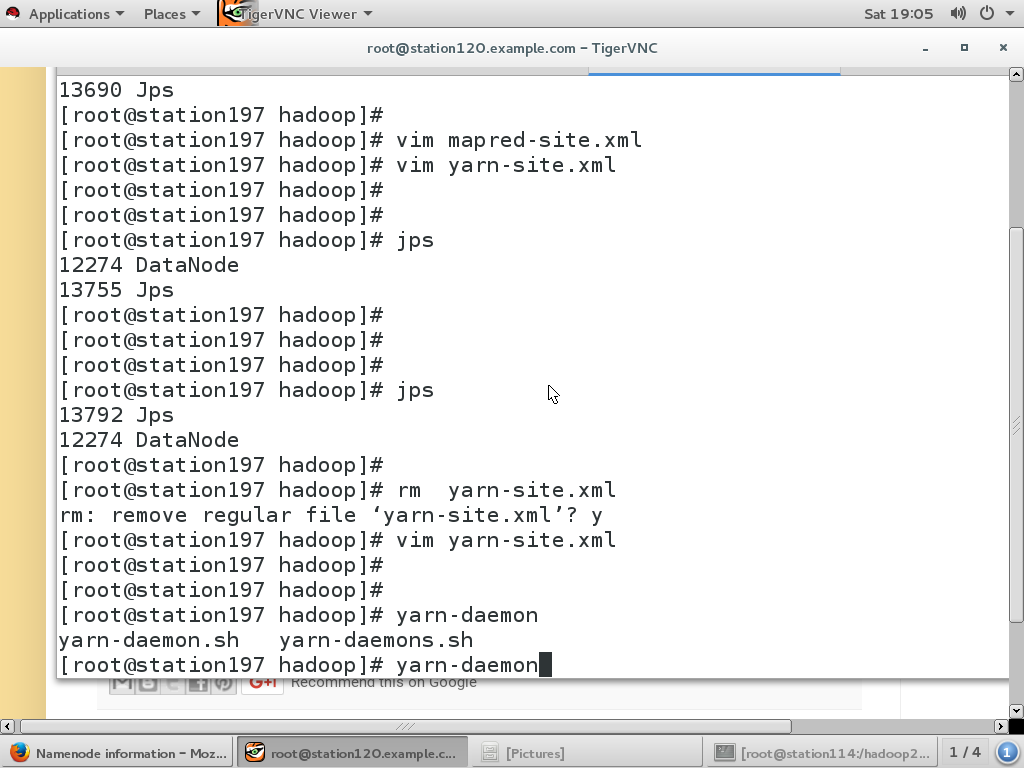 Applications Places TigerVNC Viewer Sat 19:05
root@station120.example.com – TigerVNC
13690 Jps
[root@station197 hadoop]#
[root@station197 hadoop]# vim mapred-site.xml
[root@station197 hadoop]# vim yarn-site.xml
[root@station197 hadoop]#
[root@station197 hadoop]#
[root@station197 hadoop]# jps
12274 DataNode
13755 Jps
[root@station197 hadoop]#
[root@station197 hadoop]#
[root@station197 hadoop]#
[root@station197 hadoop]# jps
13792 Jps
12274 DataNode
[root@station197 hadoop]#
[root@station197 hadoop]# rm  yarn-site.xml
rm: remove regular file ‘yarn-site.xml’? y
[root@station197 hadoop]# vim yarn-site.xml
[root@station197 hadoop]#
[root@station197 hadoop]#
[root@station197 hadoop]# yarn-daemon
yarn-daemon.sh   yarn-daemons.sh
[root@station197 hadoop]# yarn-daemon
G+1 Recommend this on Google
Namenode information – Moz... root@station120.example.c... [Pictures] [root@station114:/hadoop2... 1 / 4 1